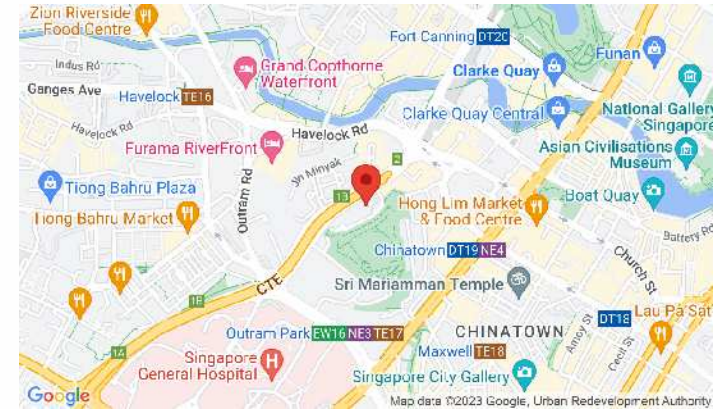 Zion Riverside
Food Centre
Fort Canning DT20
Funan
Indus Rd
Grand Copthorne
Waterfront
Clarke Quay
Ganges Ave
Havelock TE16
National Gallery
Singapore
Clarke Quay Central
Havelock Rd
Havelock Rd
Asian Civilisations
Museum
Furama RiverFront
2
Jln Minyak
Tiong Bahru Plaza
1B
Outram Rd
Hong Lim Market
& Food Centre
Boat Quay
Tiong Bahru Market
Battery Rd
Chinatown DT19 NE4
Church St
CTE
Sri Mariamman Temple
1B
Lau Pa Sat
DT18
Outram Park EW16 NE3 TE17
CHINATOWN
Amoy St
Cecil St
1A
Maxwell TE18
Singapore
General Hospital
Singapore City Gallery
Google
Map data ©2023 Google, Urban Redevelopment Authority